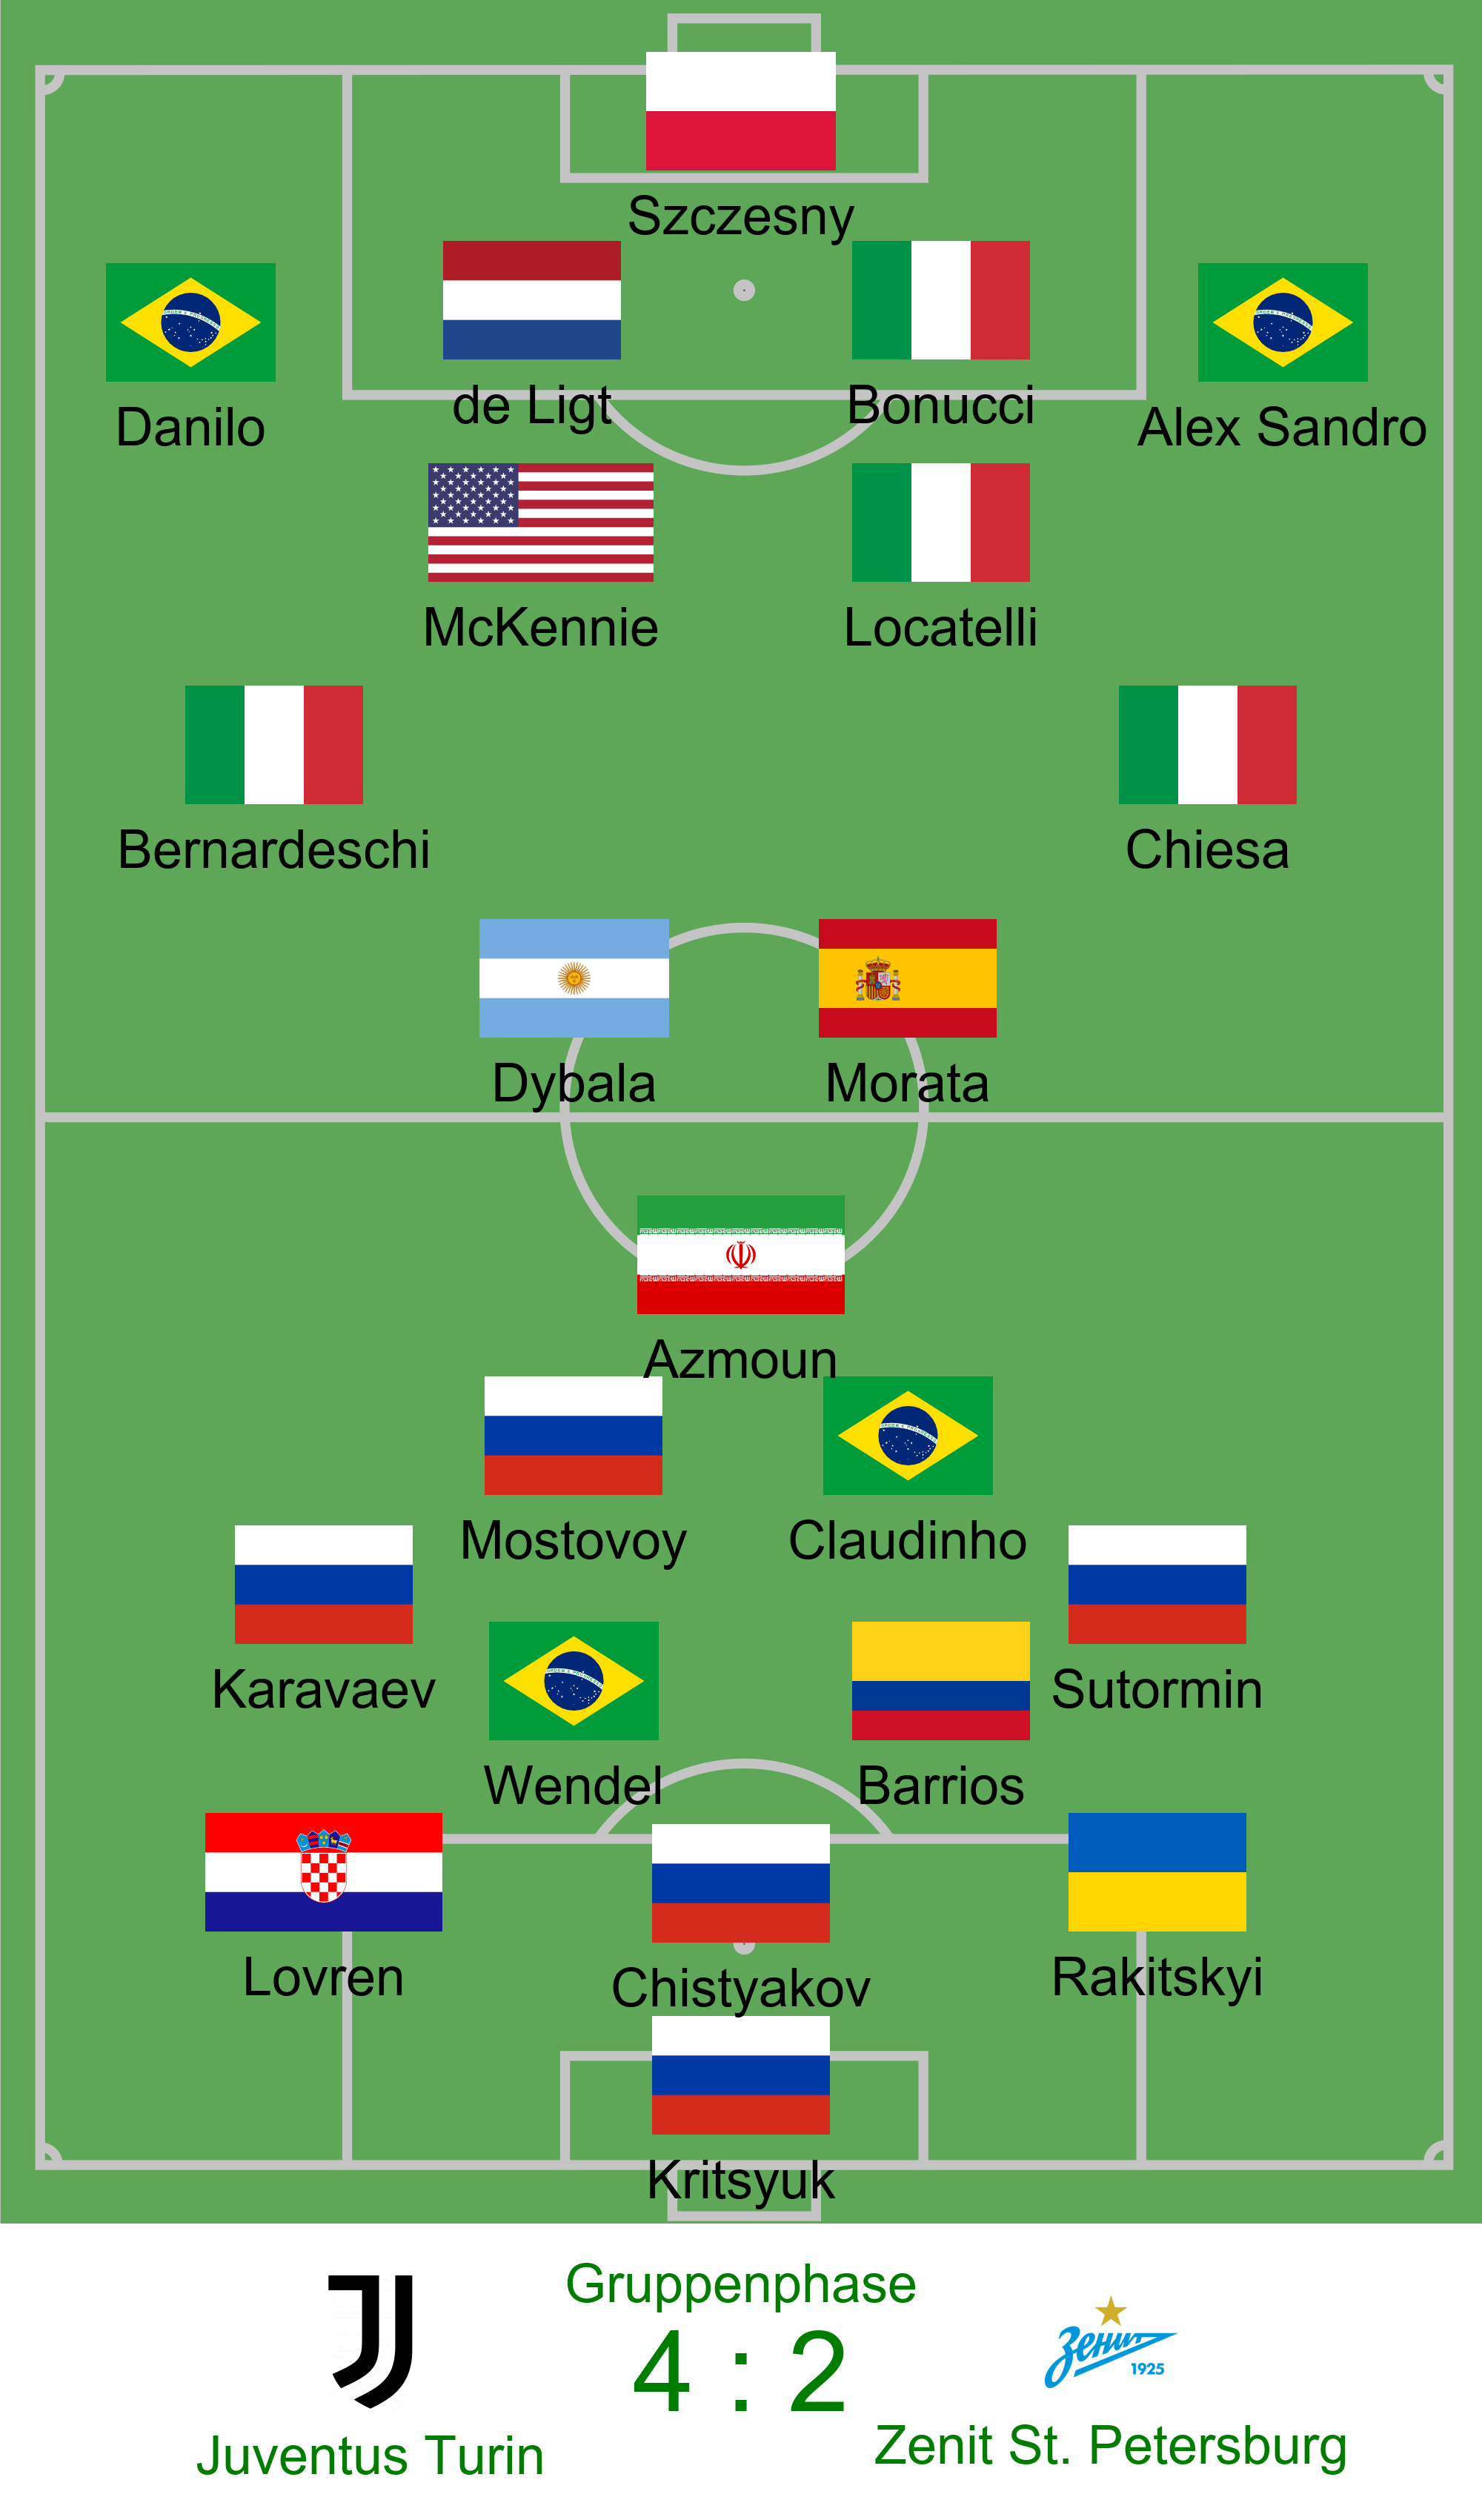 Szczesny
Danilo
de Ligt
Bonucci
Alex Sandro
McKennie
Locatelli
Bernardeschi
Chiesa
Dybala
Morata
Azmoun
Mostovoy
Claudinho
Karavaev
Sutormin
Wendel
Barrios
Lovren
Chistyakov
Rakitskyi
Kritsyuk
Gruppenphase
4 : 2
Зенит
1925
Juventus Turin
Zenit St. Petersburg